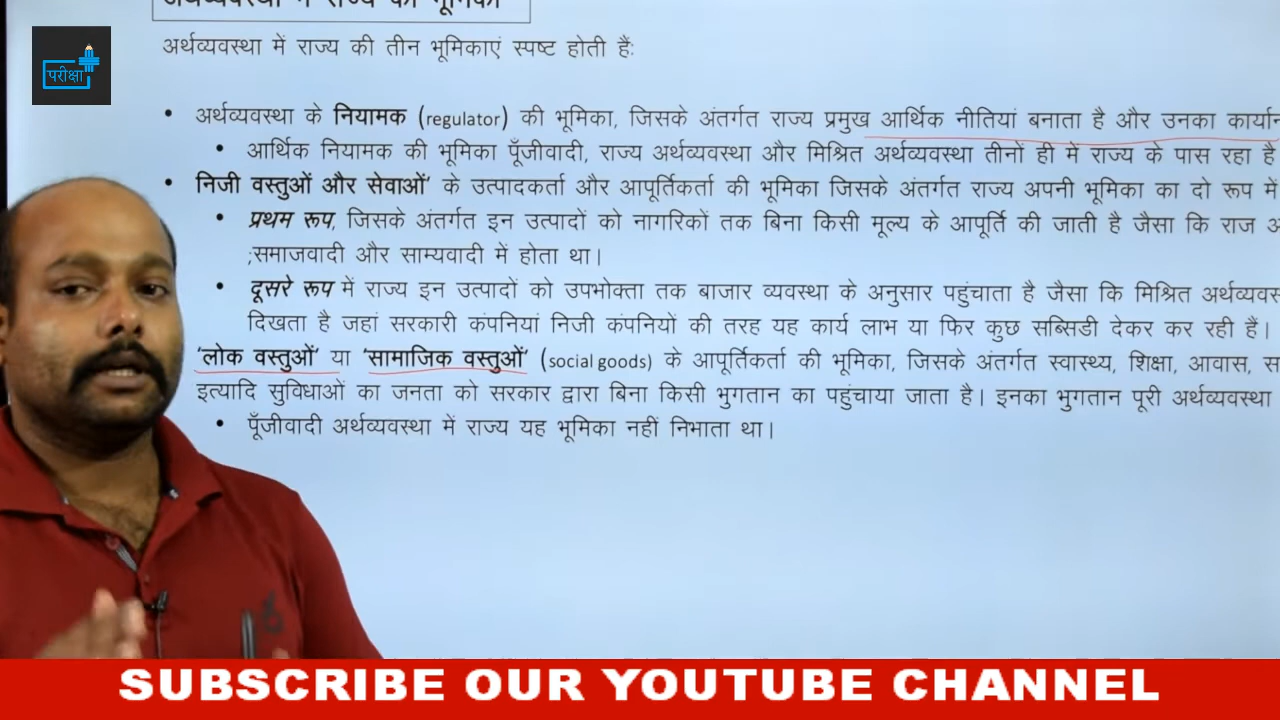 अर्थव्यवस्था में राज्य की भूमिका
परीक्षा
अर्थव्यवस्था में राज्य की तीन भूमिकाएं स्पष्ट होती हैंः
• अर्थव्यवस्था के नियामक (regulator) की भूमिका, जिसके अंतर्गत राज्य प्रमुख आर्थिक नीतियां बनाता है और उनका
• आर्थिक नियामक की भूमिका पूँजीवादी, राज्य अर्थव्यवस्था और मिश्रित अर्थव्यवस्था तीनों ही में राज्य के पास रहा है
• निजी वस्तुओं और सेवाओं’ के उत्पादकर्ता और आपूर्तिकर्ता की भूमिका जिसके अंतर्गत राज्य अपनी भूमिका का दो रूप में
• प्रथम रूप, जिसके अंतर्गत इन उत्पादों को नागरिकों तक बिना किसी मूल्य के आपूर्ति की जाती है जैसा कि राज
;समाजवादी और साम्यवादी में होता था।
• दूसरे रूप में राज्य इन उत्पादों को उपभोक्ता तक बाजार व्यवस्था के अनुसार पहुंचाता है जैसा कि मिश्रित
दिखता है जहां सरकारी कंपनियां निजी कंपनियों की तरह यह कार्य लाभ या फिर कुछ सब्सिडी देकर कर रही हैं।
‘लोक वस्तुओं’ या ‘सामाजिक वस्तुओं’ (social goods) के आपूर्तिकर्ता की भूमिका, जिसके अंतर्गत स्वास्थ्य, शिक्षा, आवास,
इत्यादि सुविधाओं का जनता को सरकार द्वारा बिना किसी भुगतान का पहुंचाया जाता है। इनका भुगतान पूरी अर्थव्यवस्था
• पूँजीवादी अर्थव्यवस्था में राज्य यह भूमिका नहीं निभाता था।
SUBSCRIBE OUR YOUTUBE CHANNEL